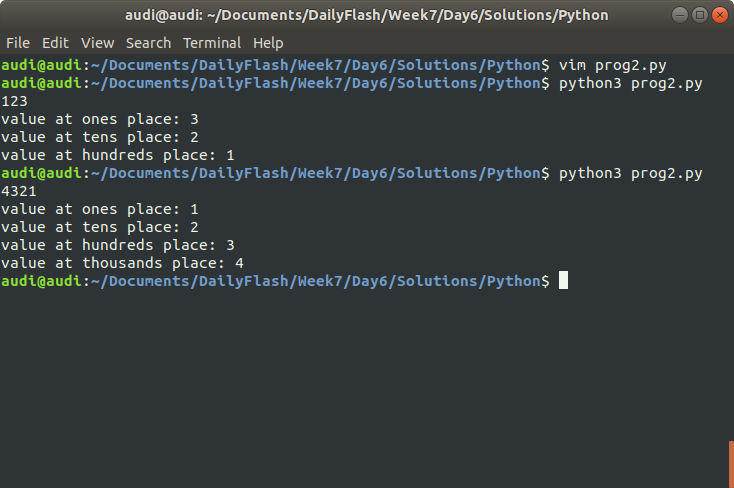 audi@audi: ~/Documents/DailyFlash/Week7/Day6/Solutions/Python
File Edit View Search Terminal Help
audi@audi:~/Documents/DailyFlash/Week7/Day6/Solutions/Python$ vim prog2.py
audi@audi:~/Documents/DailyFlash/Week7/Day6/Solutions/Python$ python3 prog2.py
123
value at ones place: 3
value at tens place: 2
value at hundreds place: 1
audi@audi:~/Documents/DailyFlash/Week7/Day6/Solutions/Python$ python3 prog2.py
4321
value at ones place: 1
value at tens place: 2
value at hundreds place: 3
value at thousands place: 4
audi@audi:~/Documents/DailyFlash/Week7/Day6/Solutions/Python$